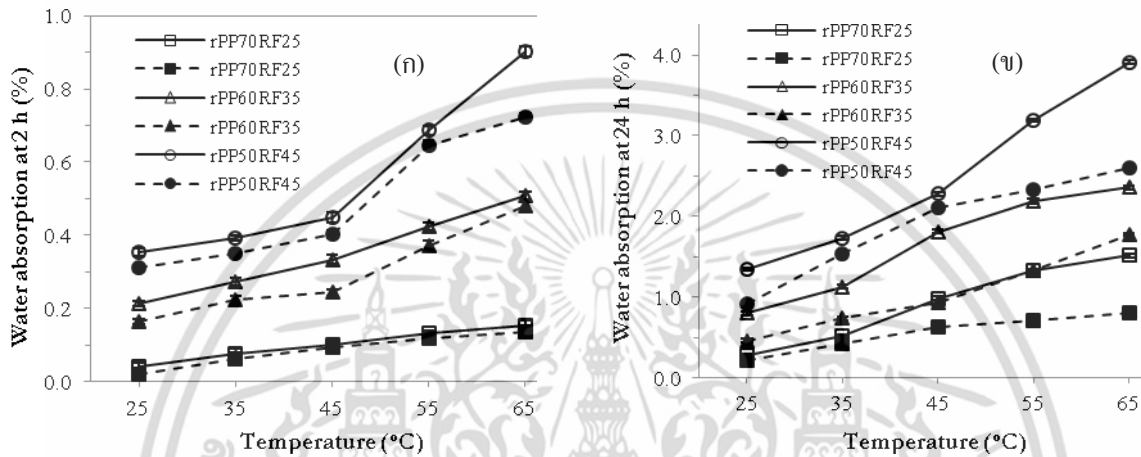 Water absorption at 2 h (%)
1.0
0.8
0.6
0.4
0.2
0.0
rPP70RF25
rPP70RF25
rPP60RF35
rPP60RF35
rPP50RF45
rPP50RF45
(ก)
25 35 45 55 65
Temperature (°C)
Water absorption at 24 h (%)
4.0
3.0
2.0
1.0
0.0
rPP70RF25
rPP70RF25
rPP60RF35
rPP60RF35
rPP50RF45
rPP50RF45
(ข)
25 35 45 55 65
Temperature (°C)